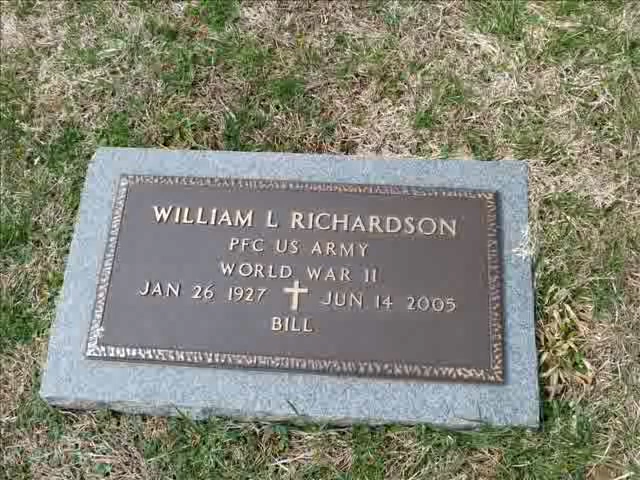 WILLIAM L RICHARDSON
PFC US ARMY
WORLD WAR II
JAN 26 1927 JUN 14 2005
BILL